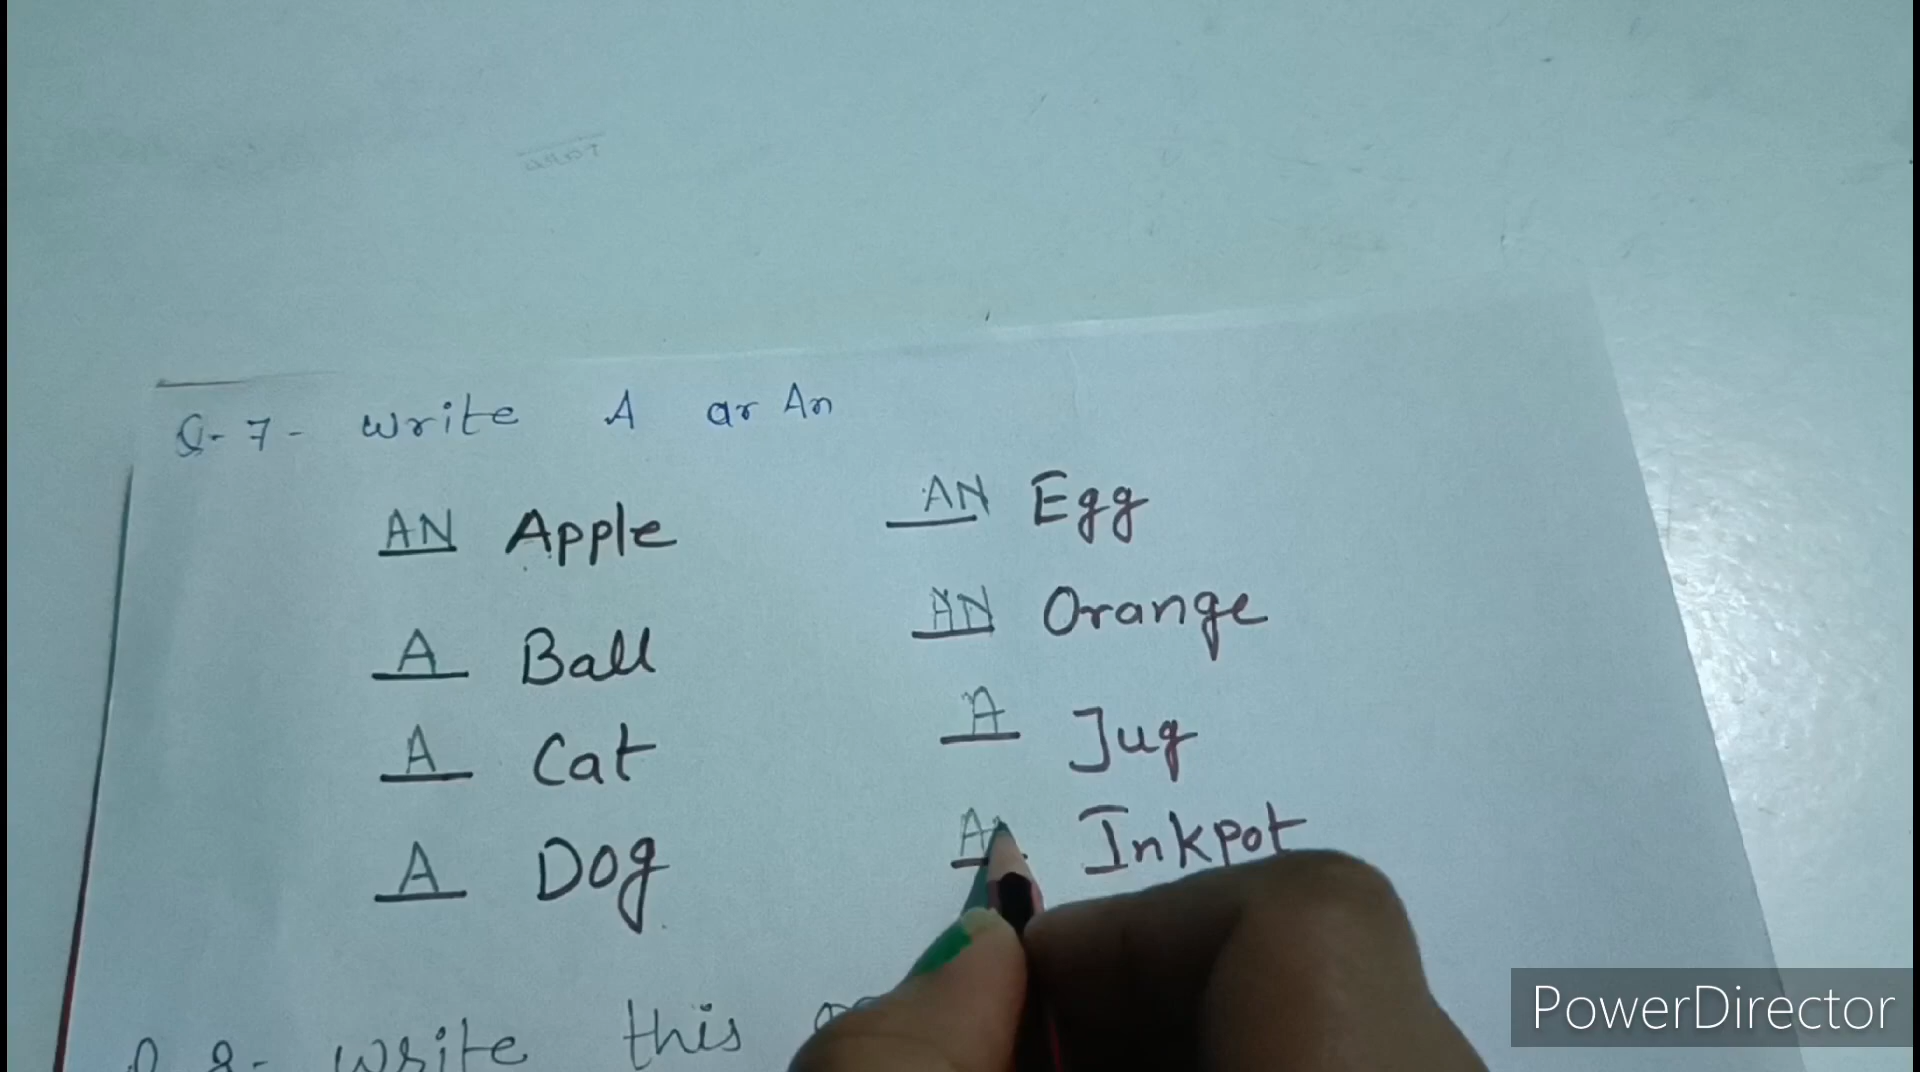 Q-7- Write A ar An
AN Apple
A Ball
A Cat
A Dog
AN Egg
AN Orange
A Jug
An Inkpot
Q 8- Write this
PowerDirector